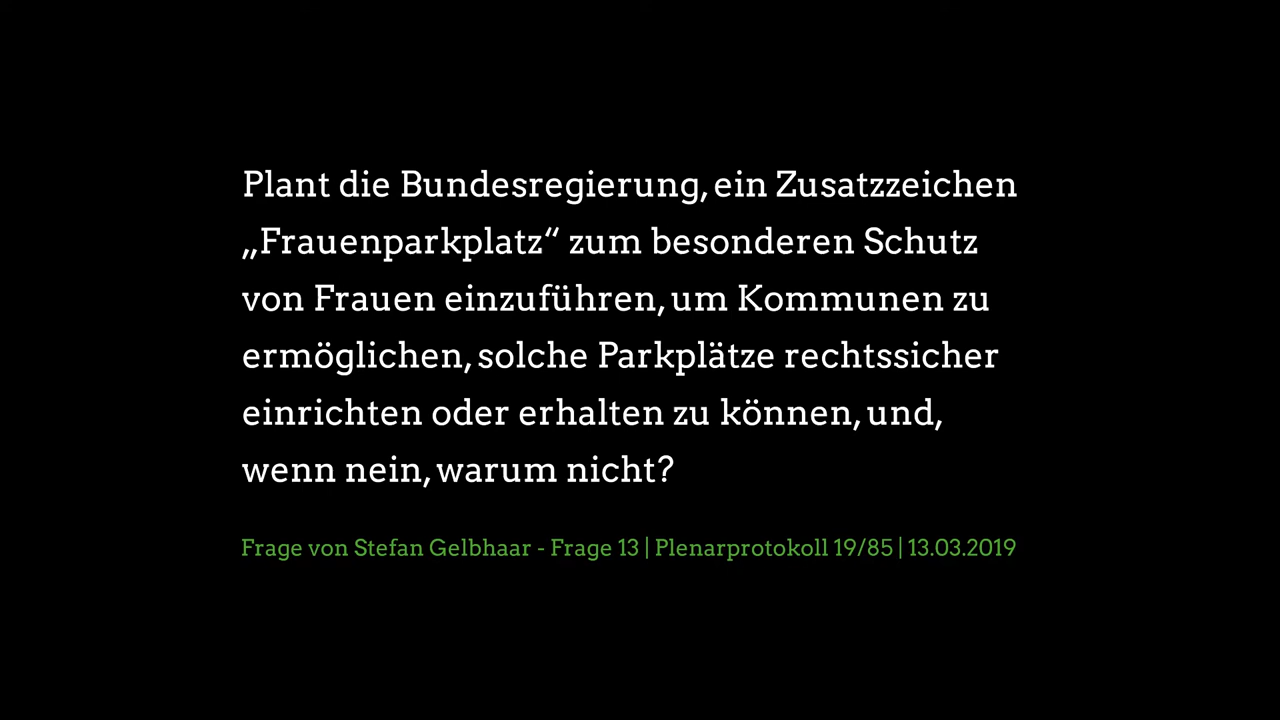 Plant die Bundesregierung, ein Zusatzzeichen
„Frauenparkplatz“ zum besonderen Schutz
von Frauen einzuführen, um Kommunen zu
ermöglichen, solche Parkplätze rechtssicher
einrichten oder erhalten zu können, und,
wenn nein, warum nicht?
Frage von Stefan Gelbhaar - Frage 13 | Plenarprotokoll 19/85 | 13.03.2019